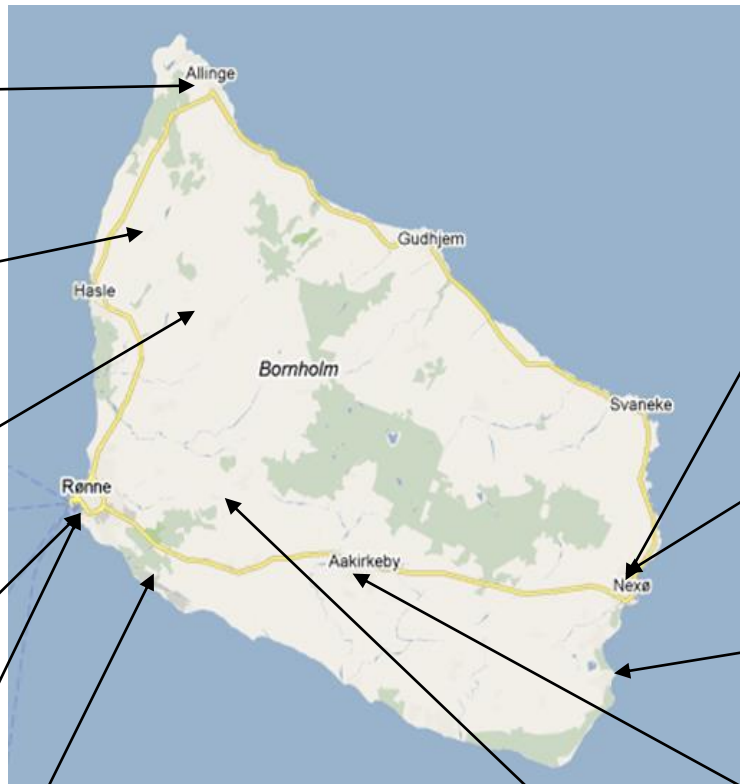 Allinge
Gudhjem
Hasle
Bornholm
Svaneke
Rønne
Aakirkeby
Nexø